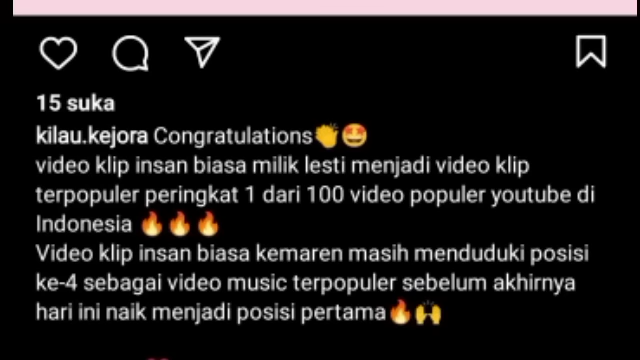 15 suka
kilau.kejora Congratulations👏🤩
video klip insan biasa milik lesti menjadi video klip
terpopuler peringkat 1 dari 100 video populer youtube di
Indonesia 🔥🔥🔥
Video klip insan biasa kemaren masih menduduki posisi
ke-4 sebagai video music terpopuler sebelum akhirnya
hari ini naik menjadi posisi pertama🔥🙌